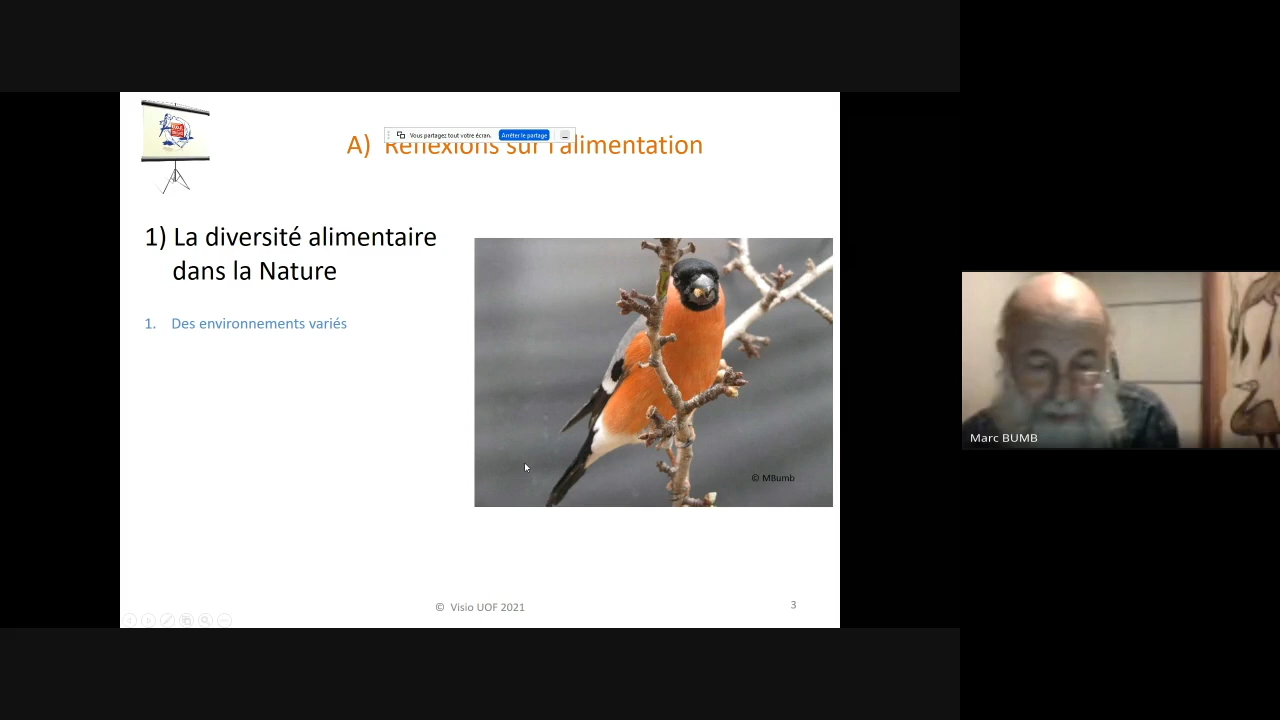 Vous partagez tout votre écran.
Arrêter le partage
A) Réflexions sur l'alimentation
1) La diversité alimentaire
dans la Nature
1. Des environnements variés
© MBumb
Marc BUMB
© Visio UOF 2021
3